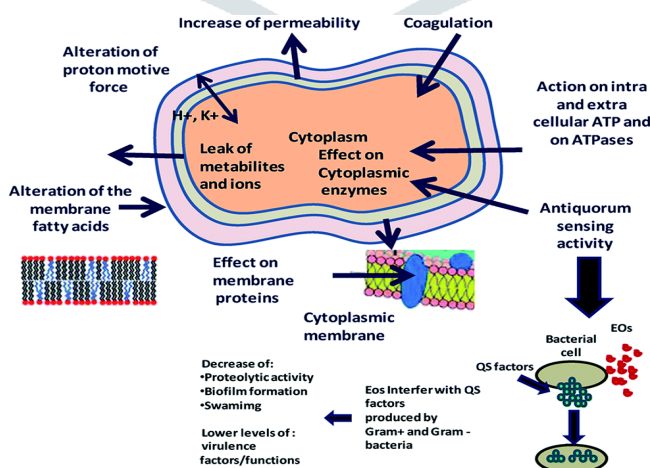 Increase of permeability
Coagulation
Alteration of
proton motive
force
H+, K+
Action on intra
and extra
cellular ATP and
on ATPases
Cytoplasm
Effect on
Cytoplasmic
enzymes
Leak of
metabilites
and ions
Alteration of the
membrane
fatty acids
Antiquorum
sensing
activity
Effect on
membrane
proteins
Cytoplasmic
membrane
EOs
Bacterial
cell
QS factors
Decrease of:
•Proteolytic activity
•Biofilm formation
•Swamimg
Lower levels of :
virulence
factors/functions
Eos Interfer with QS
factors
produced by
Gram+ and Gram -
bacteria